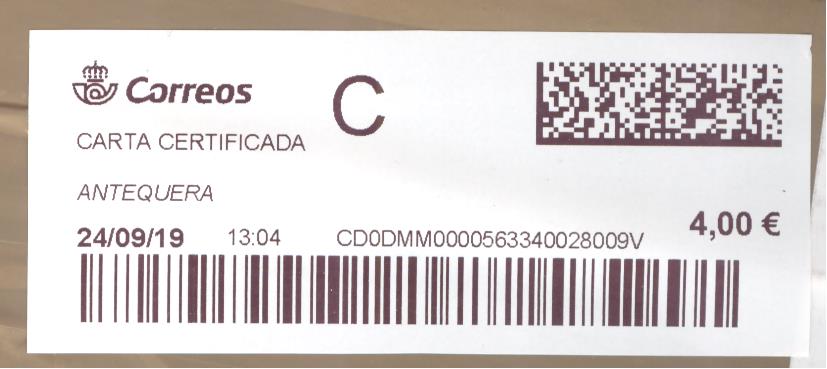 Correos
C
CARTA CERTIFICADA
ANTEQUERA
24/09/19 13:04 CD0DMM0000563340028009V 4,00 €